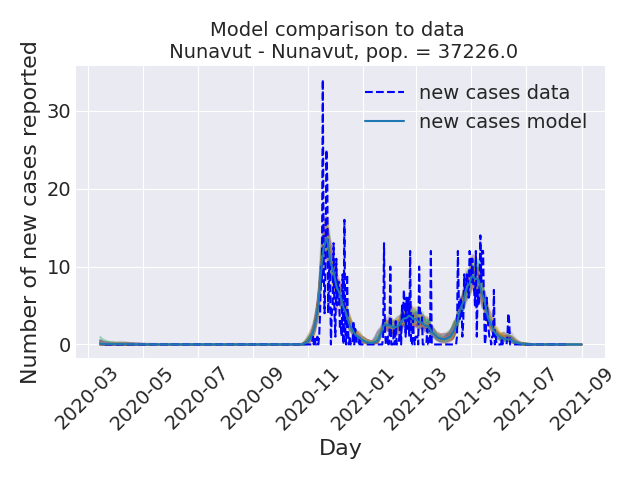 Model comparison to data
Nunavut - Nunavut, pop. = 37226.0
Number of new cases reported
30
20
10
0
new cases data
new cases model
2020-03
2020-05
2020-07
2020-09
2020-11
2021-01
2021-03
2021-05
2021-07
2021-09
Day